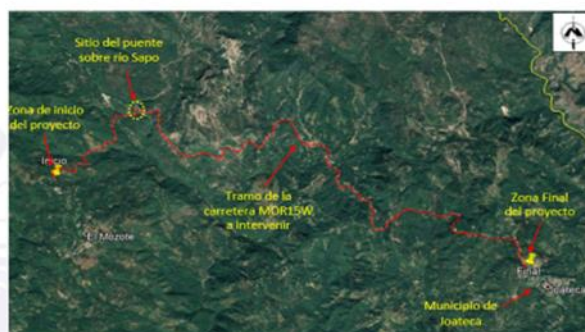 Sitio del puente
sobre río Sapo
Zona de inicio
del proyecto
Inicio
Tramo de la
carretera MOR15W
a intervenir
Zona Final
del proyecto
El Mozote
Final
Joateca
Municipio de
Joateca